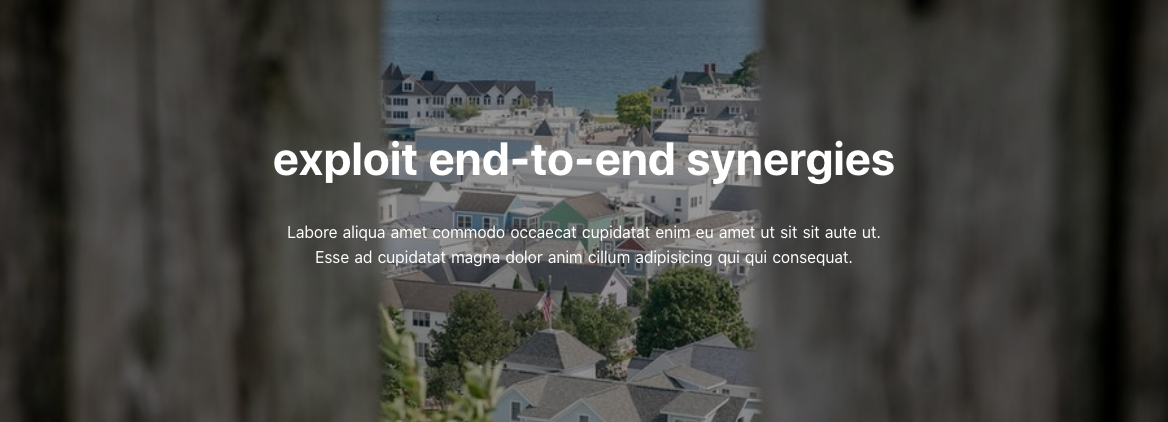 exploit end-to-end synergies
Labore aliqua amet commodo occaecat cupidatat enim eu amet ut sit sit aute ut.
Esse ad cupidatat magna dolor anim cillum adipisicing qui qui consequat.